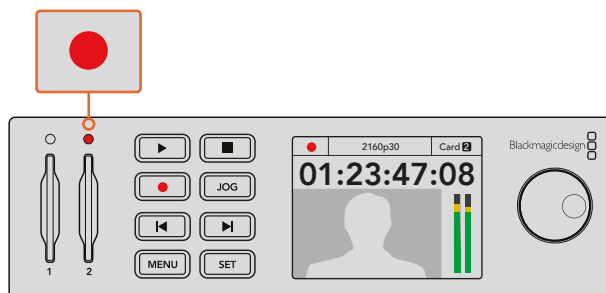 2160p30 Card 2
01:23:47:08
Blackmagicdesign
JOG
MENU SET
1 2